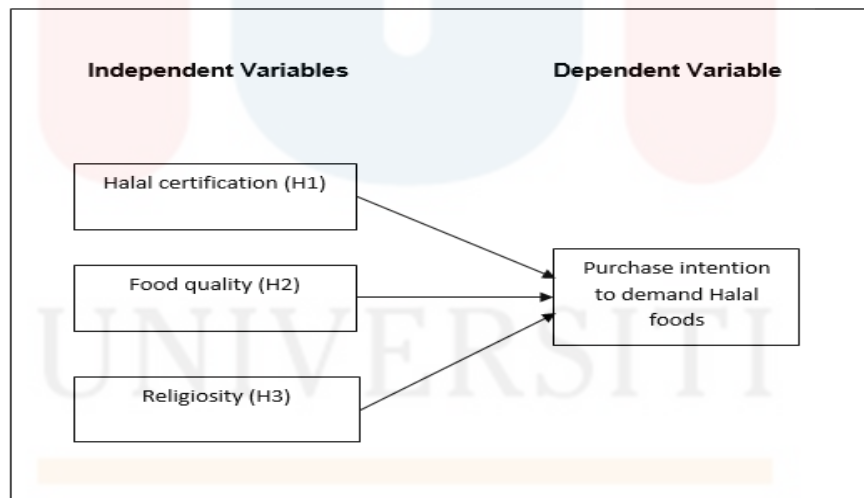 Independent Variables
Dependent Variable
Halal certification (H1)
Food quality (H2)
Religiosity (H3)
Purchase intention
to demand Halal
foods
UNIVERSITI